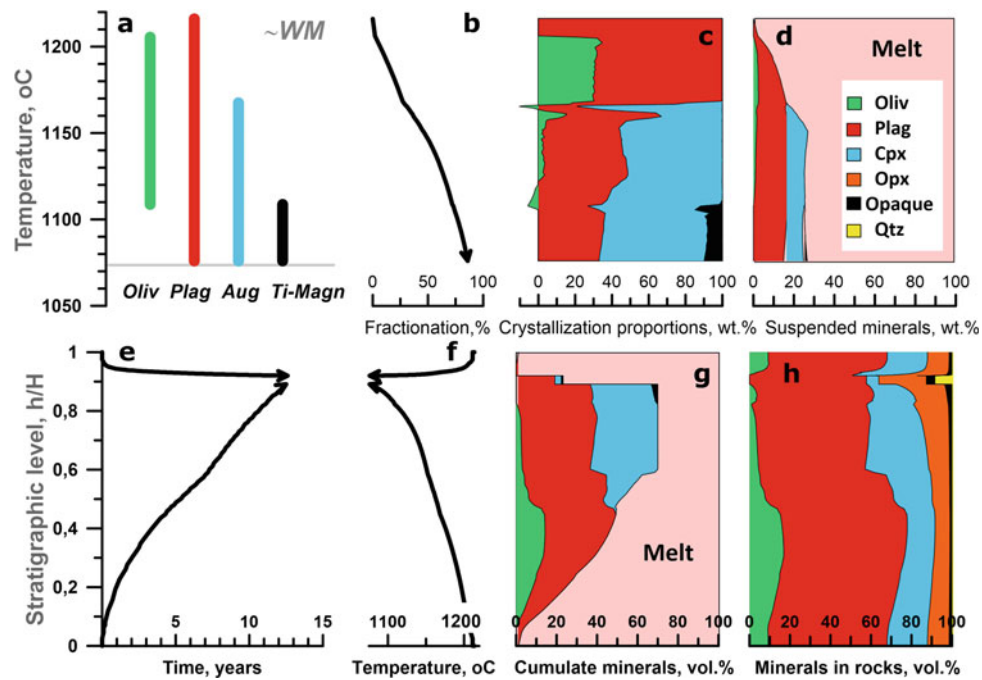 a
~WM
b
c
d
Temperature, oC
1200
1150
1100
1050
Oliv Plag Aug Ti-Magn
0 50 100
Fractionation,%
0 20 40 60 80 100
Crystallization proportions, wt.%
Melt
Oliv
Plag
Cpx
Opx
Opaque
Qtz
0 20 40 60 80 100
Suspended minerals, wt.%
e
f
g
h
Stratigraphic level, h/H
1
0,8
0,6
0,4
0,2
0
5 10 15
Time, years
1100 1200
Temperature, oC
Melt
0 20 40 60 80 100
Cumulate minerals, vol.%
0 20 40 60 80 100
Minerals in rocks, vol.%